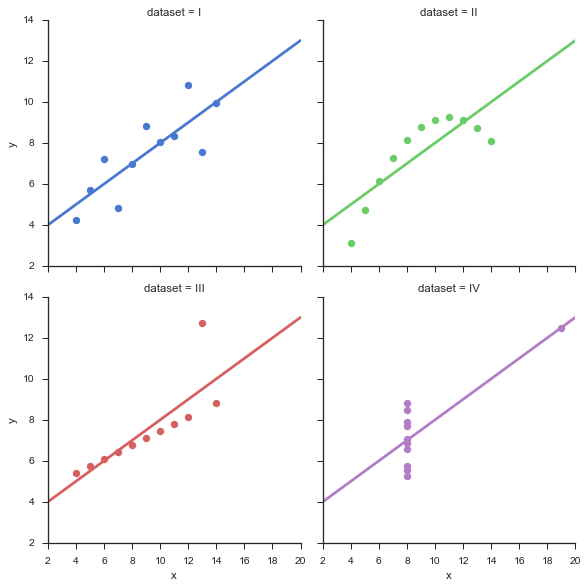 dataset = I
dataset = II
14
12
10
8
6
4
2
y
dataset = III
dataset = IV
14
12
10
8
6
4
2
y
2 4 6 8 10 12 14 16 18 20
2 4 6 8 10 12 14 16 18 20
x
x